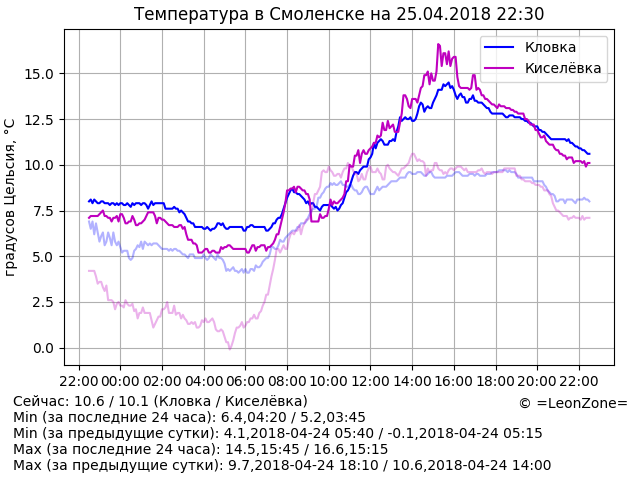 Температура в Смоленске на 25.04.2018 22:30
Кловка
Киселёвка
градусов Цельсия, °C
15.0
12.5
10.0
7.5
5.0
2.5
0.0
22:00 00:00 02:00 04:00 06:00 08:00 10:00 12:00 14:00 16:00 18:00 20:00 22:00
Сейчас: 10.6 / 10.1 (Кловка / Киселёвка)
© =LeonZone=
Min (за последние 24 часа): 6.4,04:20 / 5.2,03:45
Min (за предыдущие сутки): 4.1,2018-04-24 05:40 / -0.1,2018-04-24 05:15
Max (за последние 24 часа): 14.5,15:45 / 16.6,15:15
Max (за предыдущие сутки): 9.7,2018-04-24 18:10 / 10.6,2018-04-24 14:00